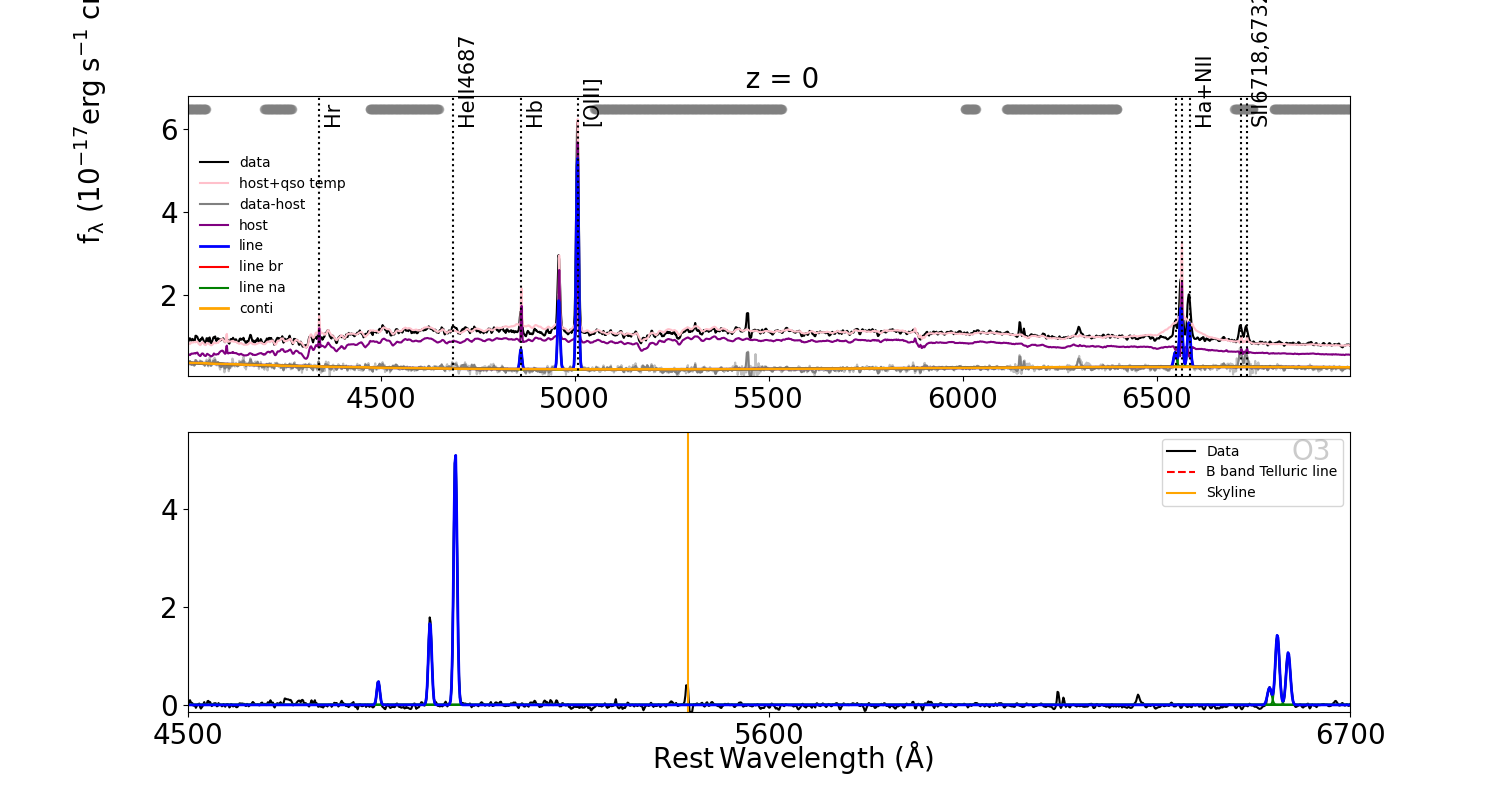 z = 0
f_λ (10^−17 erg s^−1
Hr
HeII4687
Hb
[OIII]
Ha+NII
SII6718,6732
6
4
2
data
host+qso temp
data-host
host
line
line br
line na
conti
4500
5000
5500
6000
6500
O3
Data
B band Telluric line
Skyline
4
2
0
4500
5600
6700
Rest Wavelength (Å)